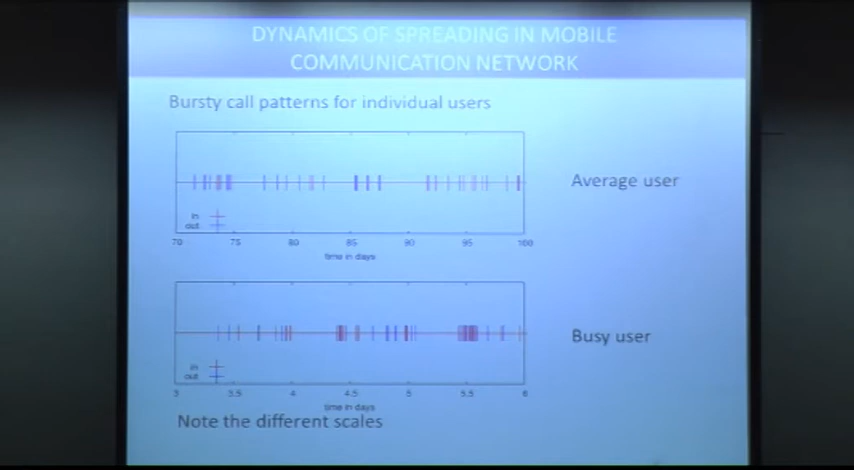 DYNAMICS OF SPREADING IN MOBILE
COMMUNICATION NETWORK
Bursty call patterns for individual users
Average user
in
out
70 75 80 85 90 95 100
time in days
Busy user
in
out
3 3.5 4 4.5 5 5.5 6
time in days
Note the different scales